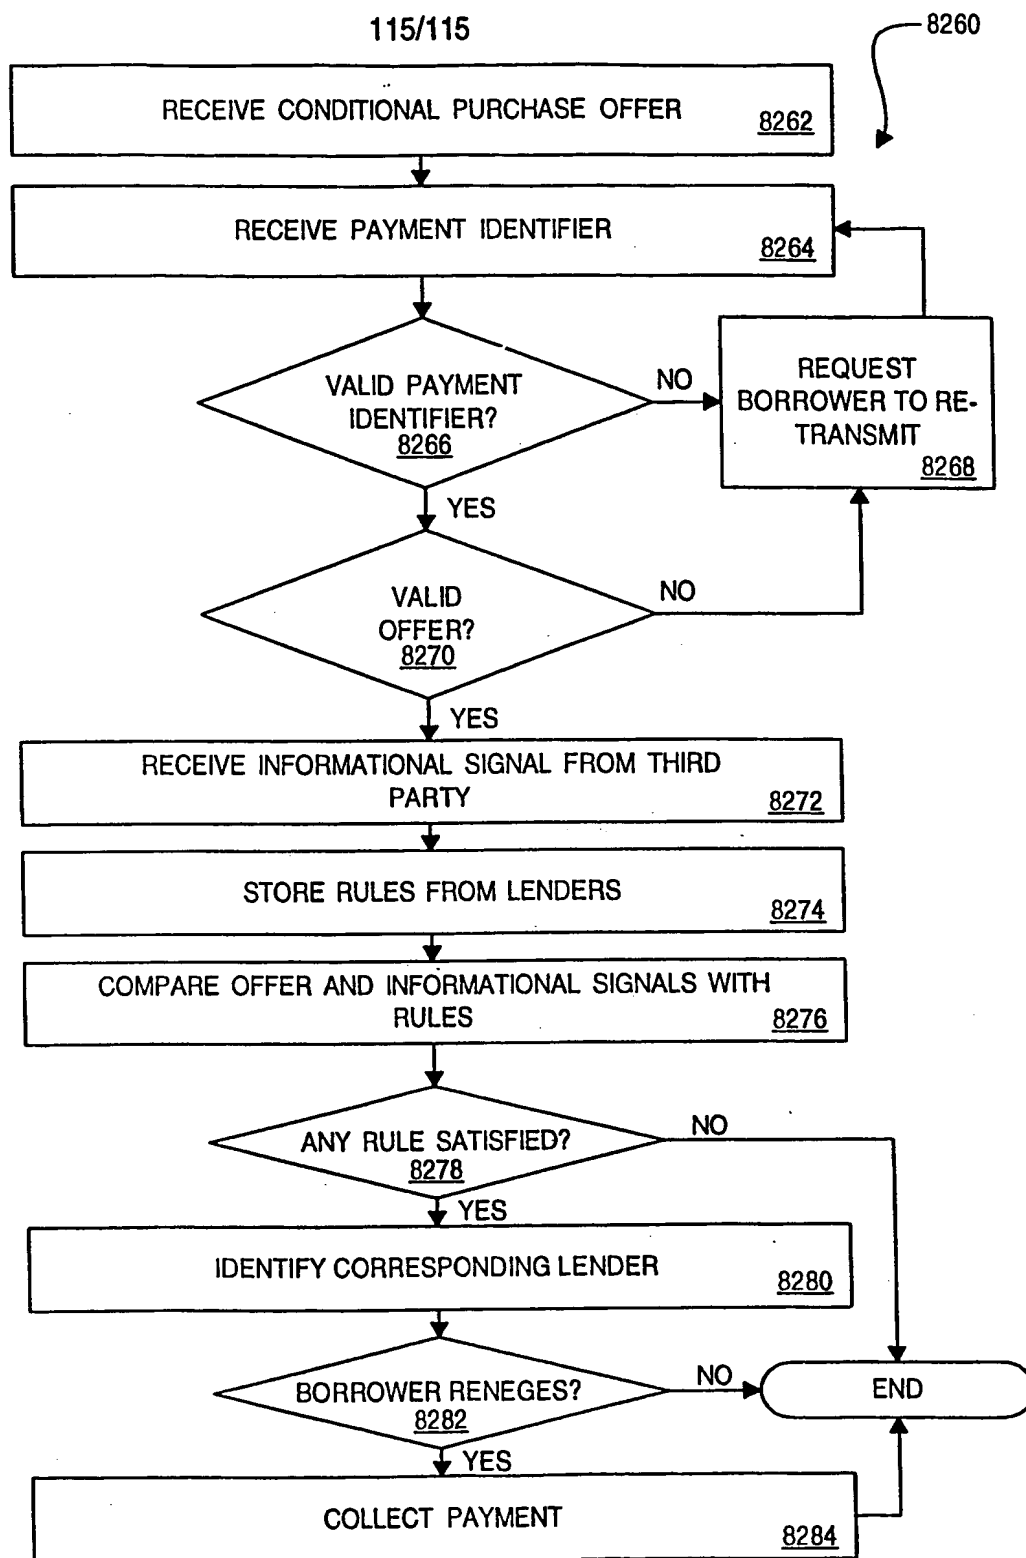 115/115
8260
RECEIVE CONDITIONAL PURCHASE OFFER
8262
RECEIVE PAYMENT IDENTIFIER
8264
VALID PAYMENT
IDENTIFIER?
8266
NO
REQUEST
BORROWER TO RE-
TRANSMIT
8268
YES
VALID
OFFER?
8270
NO
YES
RECEIVE INFORMATIONAL SIGNAL FROM THIRD
PARTY
8272
STORE RULES FROM LENDERS
8274
COMPARE OFFER AND INFORMATIONAL SIGNALS WITH
RULES
8276
ANY RULE SATISFIED?
8278
NO
YES
IDENTIFY CORRESPONDING LENDER
8280
BORROWER RENEGES?
8282
NO
END
YES
COLLECT PAYMENT
8284